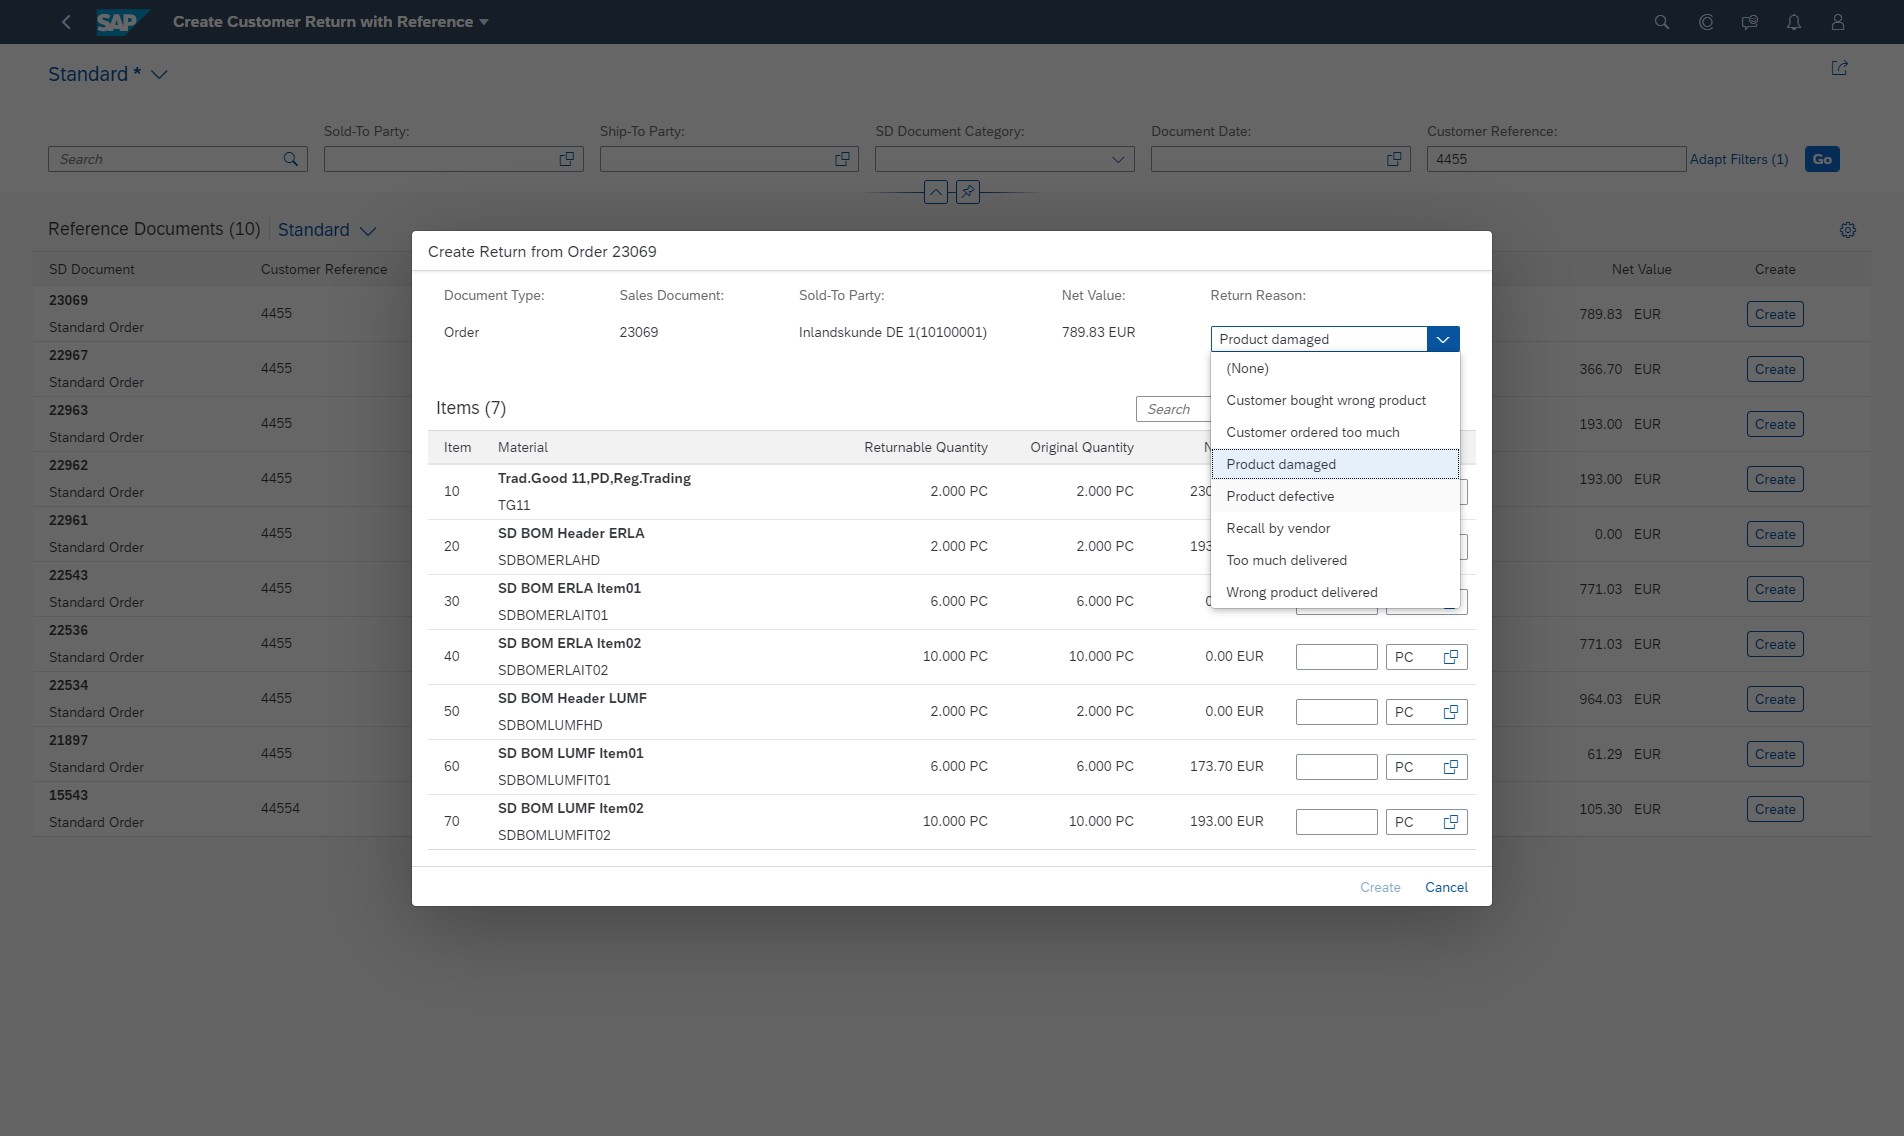 SAP Create Customer Return with Reference
Standard *
Sold-To Party: Ship-To Party: SD Document Category: Document Date: Customer Reference:
Search 4455 Adapt Filters (1) Go
Reference Documents (10) Standard
SD Document Customer Reference Net Value Create
23069
Standard Order 4455 789.83 EUR Create
22967
Standard Order 4455 366.70 EUR Create
22963
Standard Order 4455 193.00 EUR Create
22962
Standard Order 4455 193.00 EUR Create
22961
Standard Order 4455 0.00 EUR Create
22543
Standard Order 4455 771.03 EUR Create
22536
Standard Order 4455 771.03 EUR Create
22534
Standard Order 4455 964.03 EUR Create
21897
Standard Order 4455 61.29 EUR Create
15543
Standard Order 44554 105.30 EUR Create
Create Return from Order 23069
Document Type: Sales Document: Sold-To Party: Net Value: Return Reason:
Order 23069 Inlandskunde DE 1(10100001) 789.83 EUR Product damaged
(None)
Customer bought wrong product
Customer ordered too much
Product damaged
Product defective
Recall by vendor
Too much delivered
Wrong product delivered
Items (7) Search
Item Material Returnable Quantity Original Quantity
Trad.Good 11,PD,Reg.Trading
10 TG11 2.000 PC 2.000 PC 230
SD BOM Header ERLA
20 SDBOMERLAHD 2.000 PC 2.000 PC 193
SD BOM ERLA Item01
30 SDBOMERLAIT01 6.000 PC 6.000 PC 0.
SD BOM ERLA Item02
40 SDBOMERLAIT02 10.000 PC 10.000 PC 0.00 EUR PC
SD BOM Header LUMF
50 SDBOMLUMFHD 2.000 PC 2.000 PC 0.00 EUR PC
SD BOM LUMF Item01
60 SDBOMLUMFIT01 6.000 PC 6.000 PC 173.70 EUR PC
SD BOM LUMF Item02
70 SDBOMLUMFIT02 10.000 PC 10.000 PC 193.00 EUR PC
Create Cancel